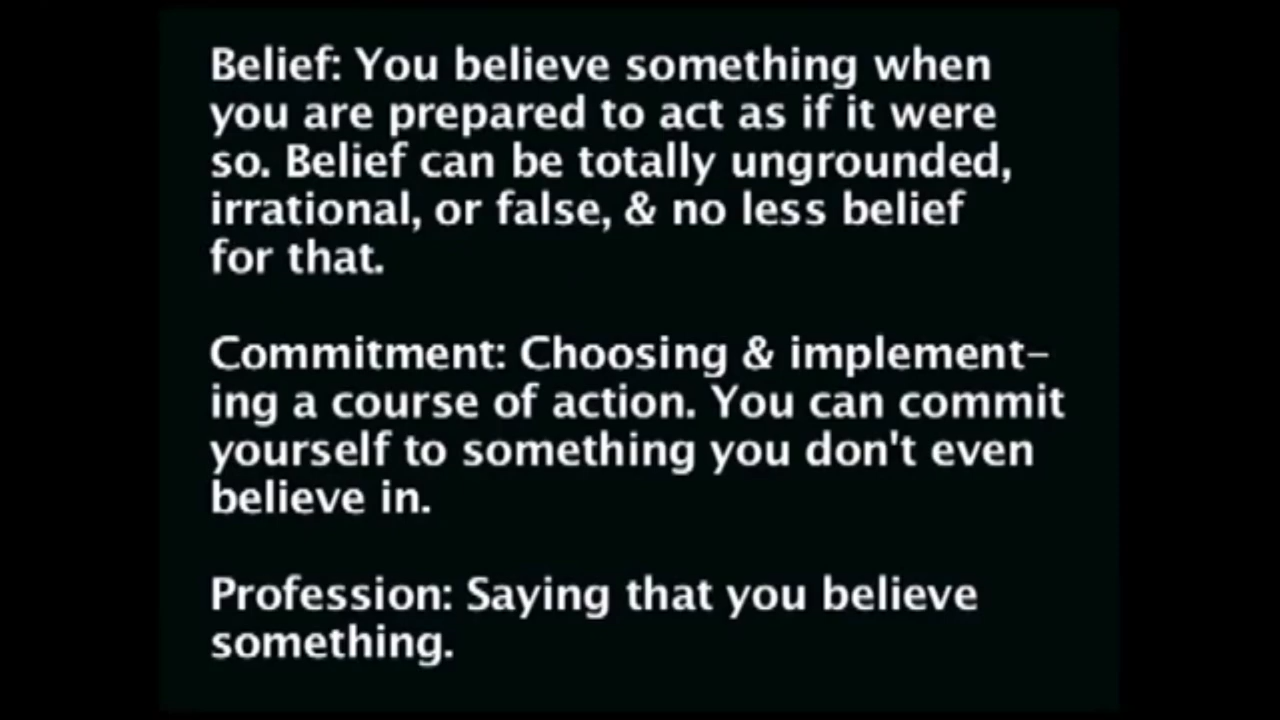 Belief: You believe something when
you are prepared to act as if it were
so. Belief can be totally ungrounded,
irrational, or false, & no less belief
for that.
Commitment: Choosing & implement-
ing a course of action. You can commit
yourself to something you don't even
believe in.
Profession: Saying that you believe
something.